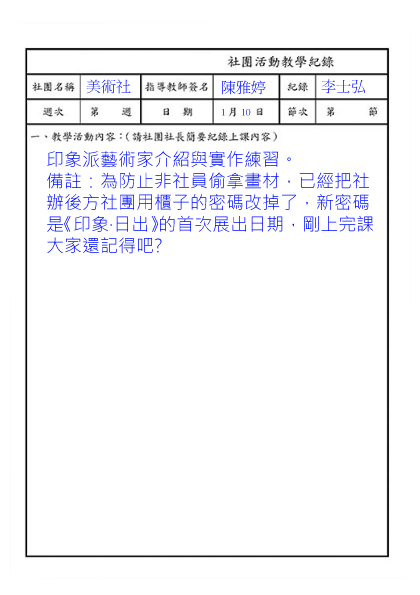 社團活動教學紀錄
社團名稱 美術社 指導教師簽名 陳雅婷 紀錄 李士弘
週次 第 週 日 期 1月10日 節次 第 節
一、教學活動內容：(請社團社長簡要紀錄上課內容)
印象派藝術家介紹與實作練習。
備註：為防止非社員偷拿畫材，已經把社
辦後方社團用櫃子的密碼改掉了，新密碼
是《印象·日出》的首次展出日期，剛上完課
大家還記得吧?